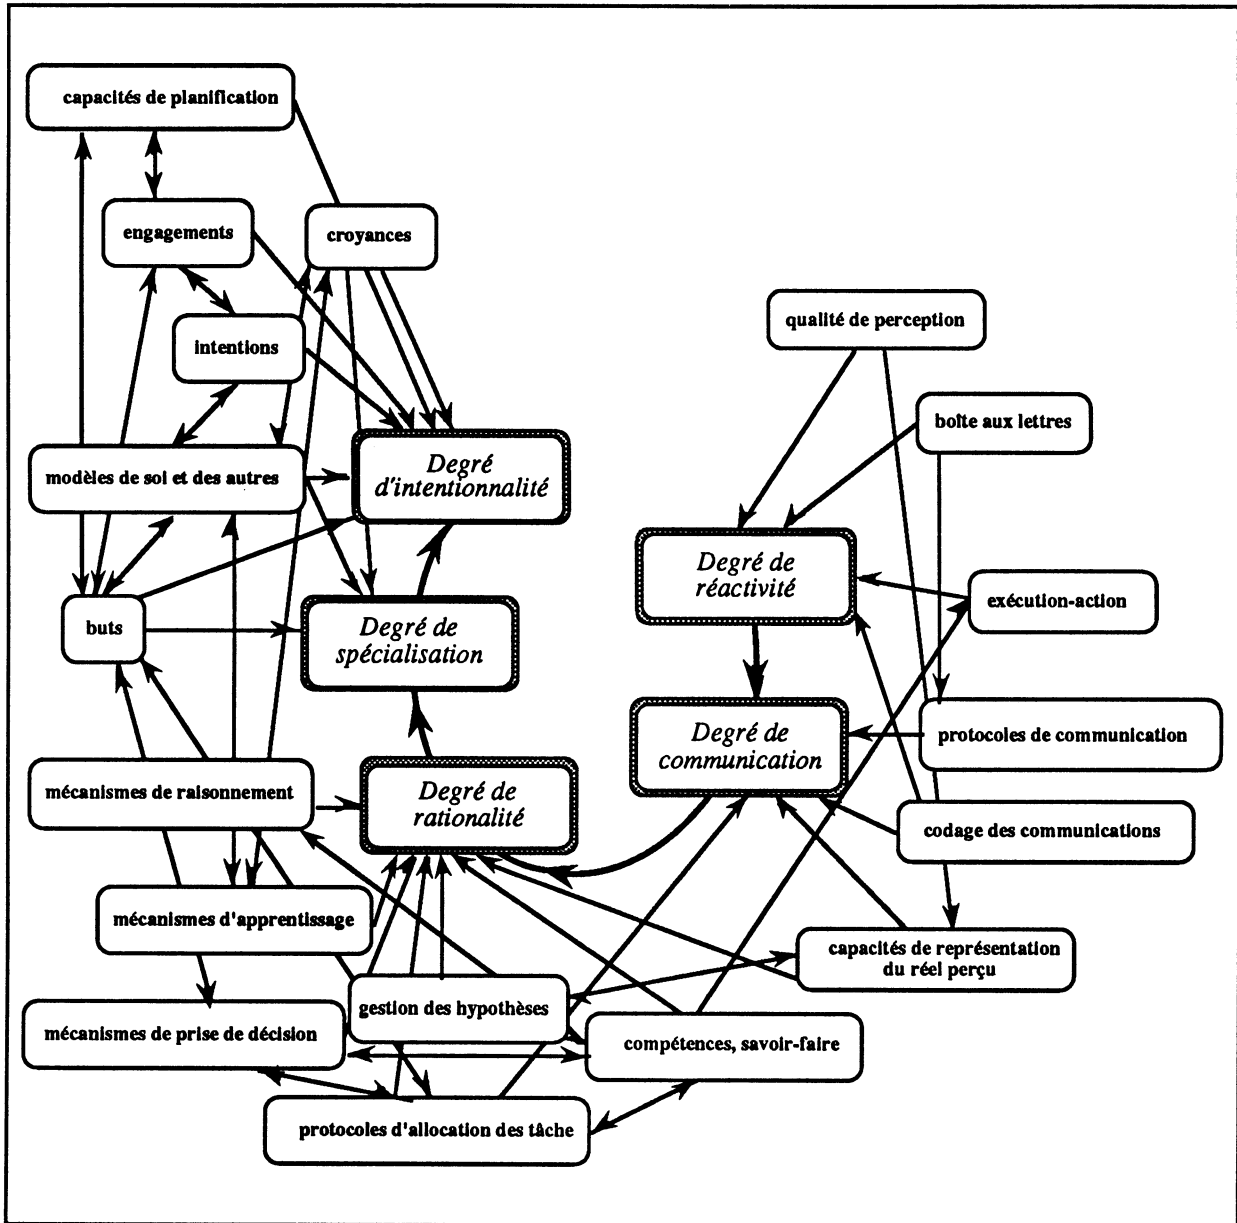 capacités de planification
engagements
croyances
intentions
qualité de perception
boîte aux lettres
modèles de soi et des autres
Degré
d'intentionnalité
Degré de
réactivité
exécution-action
buts
Degré de
spécialisation
Degré de
communication
protocoles de communication
mécanismes de raisonnement
Degré de
rationalité
codage des communications
mécanismes d'apprentissage
capacités de représentation
du réel perçu
gestion des hypothèses
mécanismes de prise de décision
compétences, savoir-faire
protocoles d'allocation des tâche